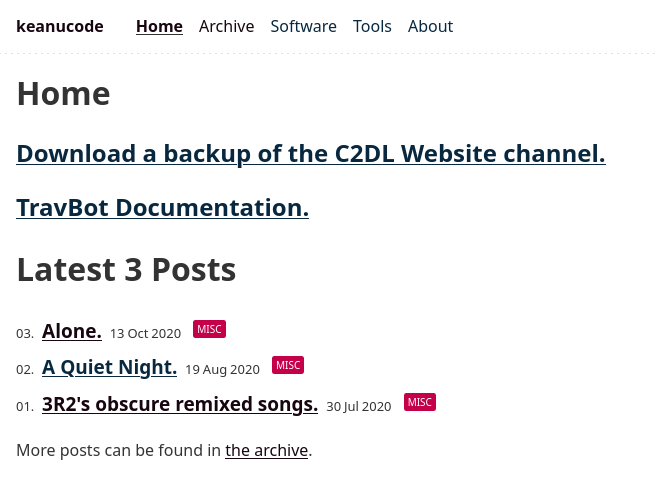 keanucode Home Archive Software Tools About
Home
Download a backup of the C2DL Website channel.
TravBot Documentation.
Latest 3 Posts
03. Alone. 13 Oct 2020 MISC
02. A Quiet Night. 19 Aug 2020 MISC
01. 3R2's obscure remixed songs. 30 Jul 2020 MISC
More posts can be found in the archive.